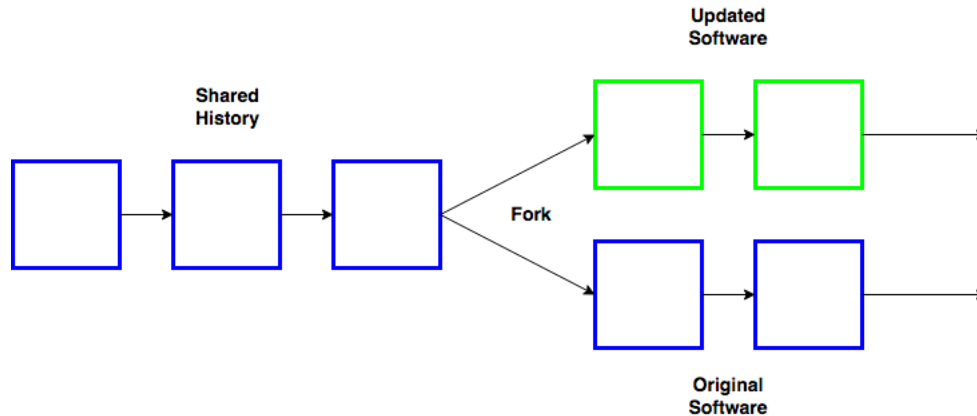 Updated
Software
Shared
History
Fork
Original
Software